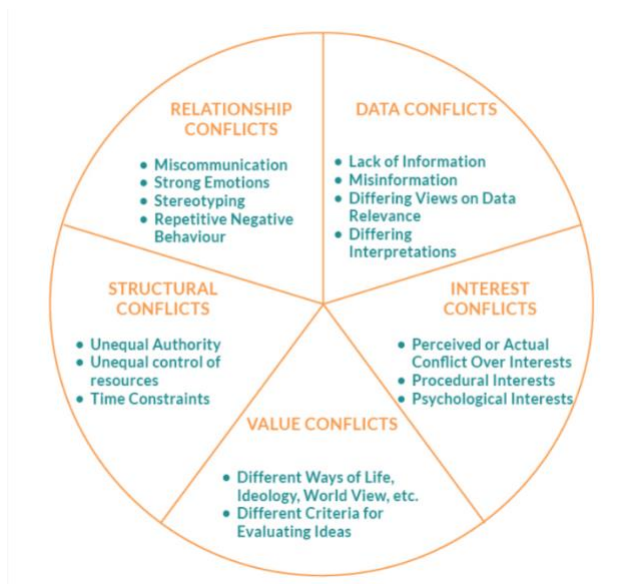 RELATIONSHIP
CONFLICTS
• Miscommunication
• Strong Emotions
• Stereotyping
• Repetitive Negative
Behaviour
DATA CONFLICTS
• Lack of Information
• Misinformation
• Differing Views on Data
Relevance
• Differing
Interpretations
STRUCTURAL
CONFLICTS
• Unequal Authority
• Unequal control of
resources
• Time Constraints
INTEREST
CONFLICTS
• Perceived or Actual
Conflict Over Interests
• Procedural Interests
• Psychological Interests
VALUE CONFLICTS
• Different Ways of Life,
Ideology, World View, etc.
• Different Criteria for
Evaluating Ideas